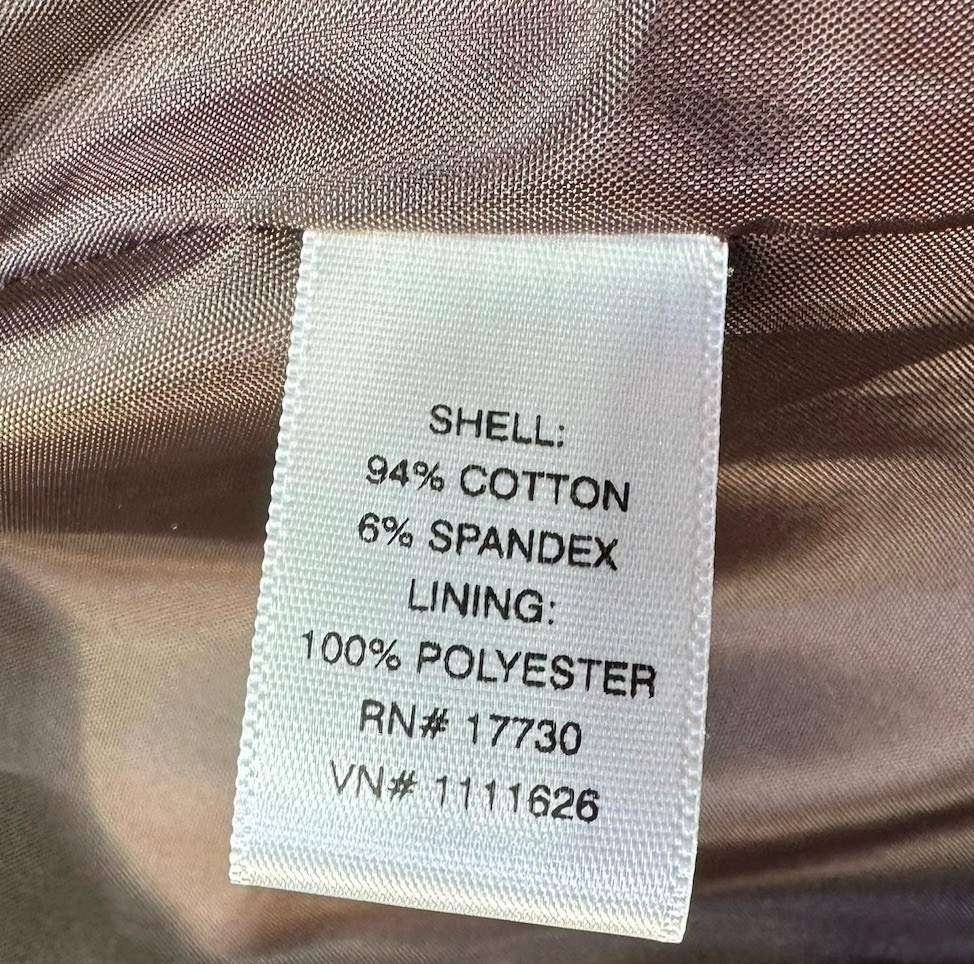 SHELL:
94% COTTON
6% SPANDEX
LINING:
100% POLYESTER
RN# 17730
VN# 1111626